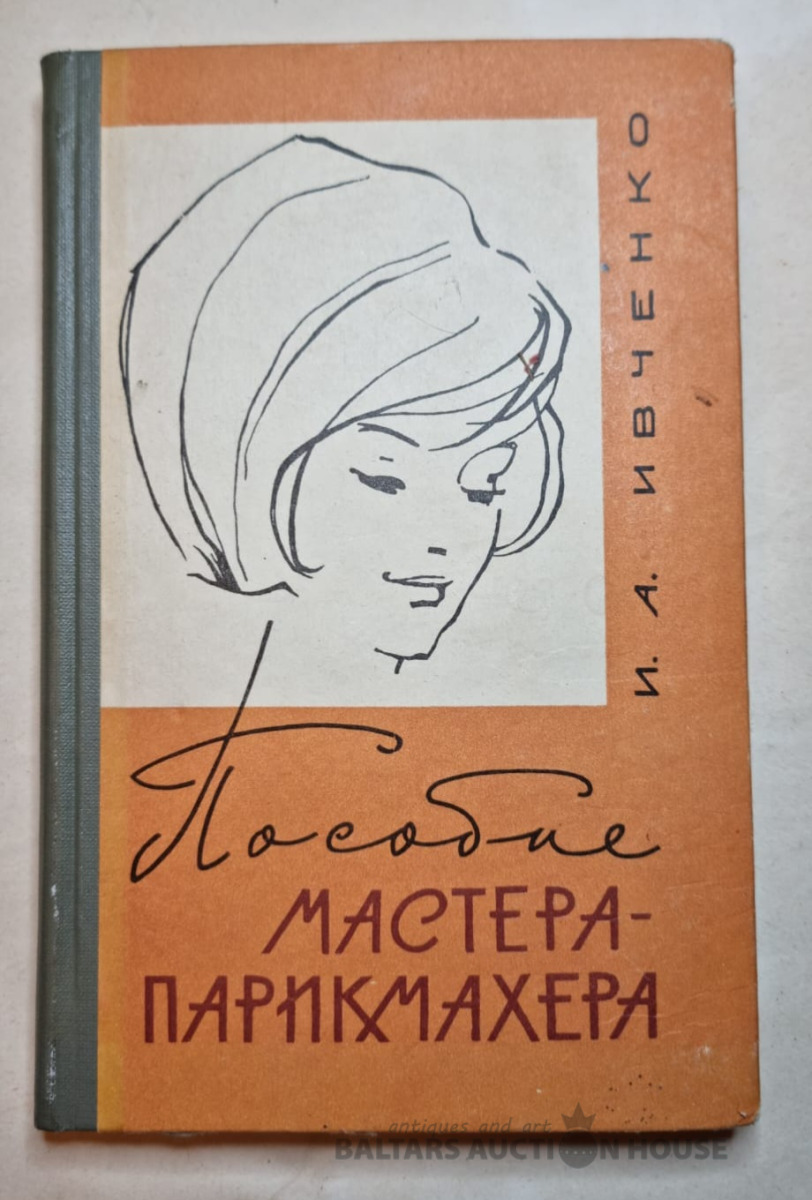 И. А. ИВЧЕНКО
Пособие
МАСТЕРА-
ПАРИКМАХЕРА
antiques and art
BALTARS AUCTION HOUSE